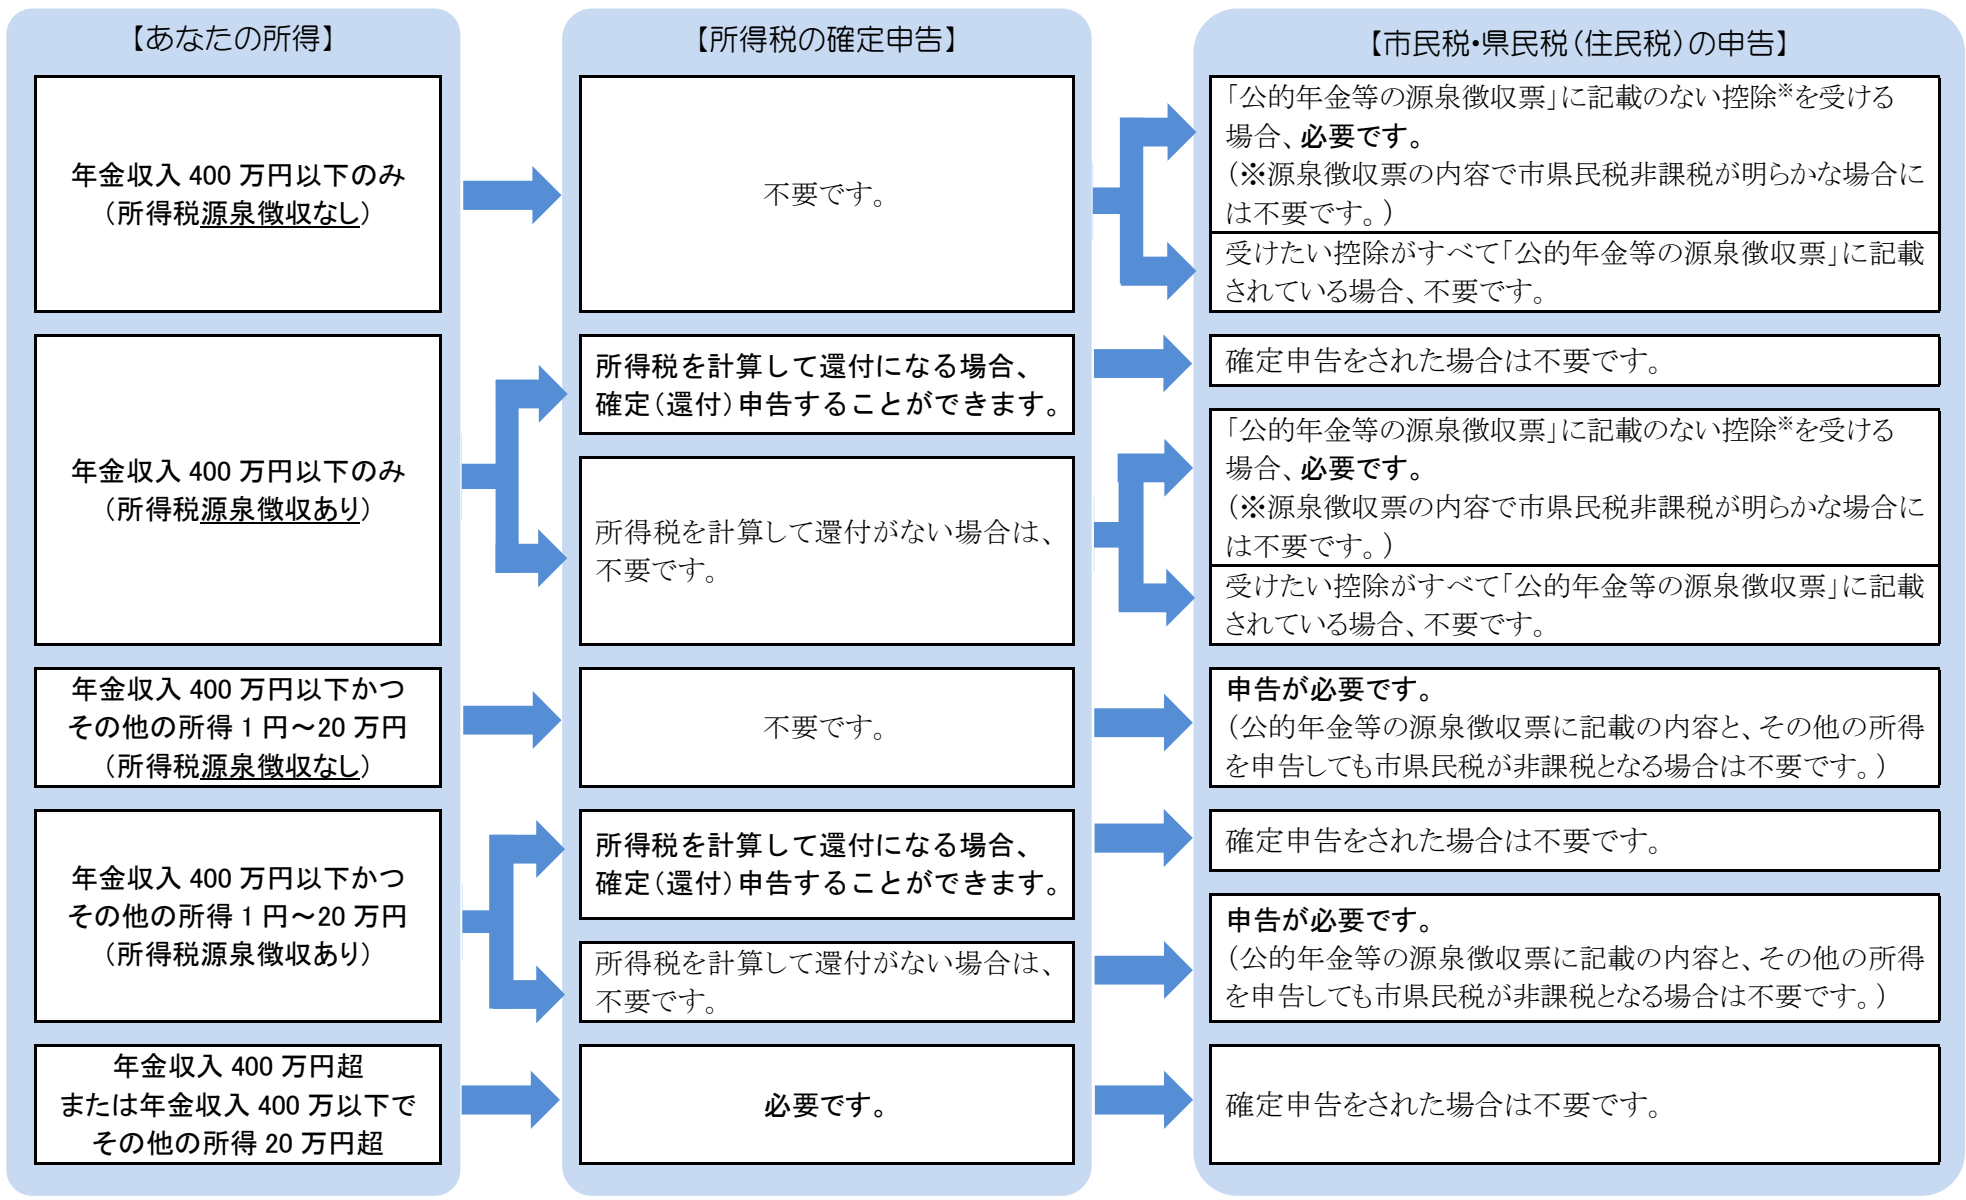 【あなたの所得】
年金収入 400 万円以下のみ
（所得税源泉徴収なし）
年金収入 400 万円以下のみ
（所得税源泉徴収あり）
年金収入 400 万円以下かつ
その他の所得 1 円～20 万円
（所得税源泉徴収なし）
年金収入 400 万円以下かつ
その他の所得 1 円～20 万円
（所得税源泉徴収あり）
年金収入 400 万円超
または年金収入 400 万以下で
その他の所得 20 万円超
【所得税の確定申告】
不要です。
所得税を計算して還付になる場合、
確定（還付）申告することができます。
所得税を計算して還付がない場合は、
不要です。
不要です。
所得税を計算して還付になる場合、
確定（還付）申告することができます。
所得税を計算して還付がない場合は、
不要です。
必要です。
【市民税・県民税（住民税）の申告】
「公的年金等の源泉徴収票」に記載のない控除※を受ける
場合、必要です。
（※源泉徴収票の内容で市県民税非課税が明らかな場合に
は不要です。）
受けたい控除がすべて「公的年金等の源泉徴収票」に記載
されている場合、不要です。
確定申告をされた場合は不要です。
「公的年金等の源泉徴収票」に記載のない控除※を受ける
場合、必要です。
（※源泉徴収票の内容で市県民税非課税が明らかな場合に
は不要です。）
受けたい控除がすべて「公的年金等の源泉徴収票」に記載
されている場合、不要です。
申告が必要です。
（公的年金等の源泉徴収票に記載の内容と、その他の所得
を申告しても市県民税が非課税となる場合は不要です。）
確定申告をされた場合は不要です。
申告が必要です。
（公的年金等の源泉徴収票に記載の内容と、その他の所得
を申告しても市県民税が非課税となる場合は不要です。）
確定申告をされた場合は不要です。